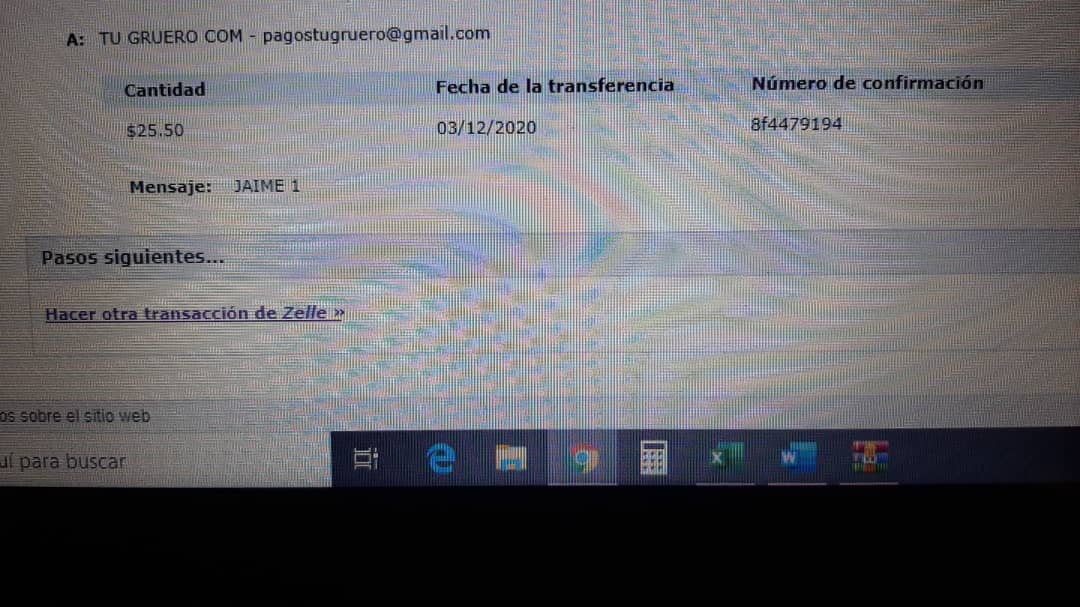 A: TU GRUERO COM - pagostugruero@gmail.com
Cantidad Fecha de la transferencia Número de confirmación
$25.50 03/12/2020 8f4479194
Mensaje: JAIME 1
Pasos siguientes...
Hacer otra transacción de Zelle »
os sobre el sitio web
uí para buscar